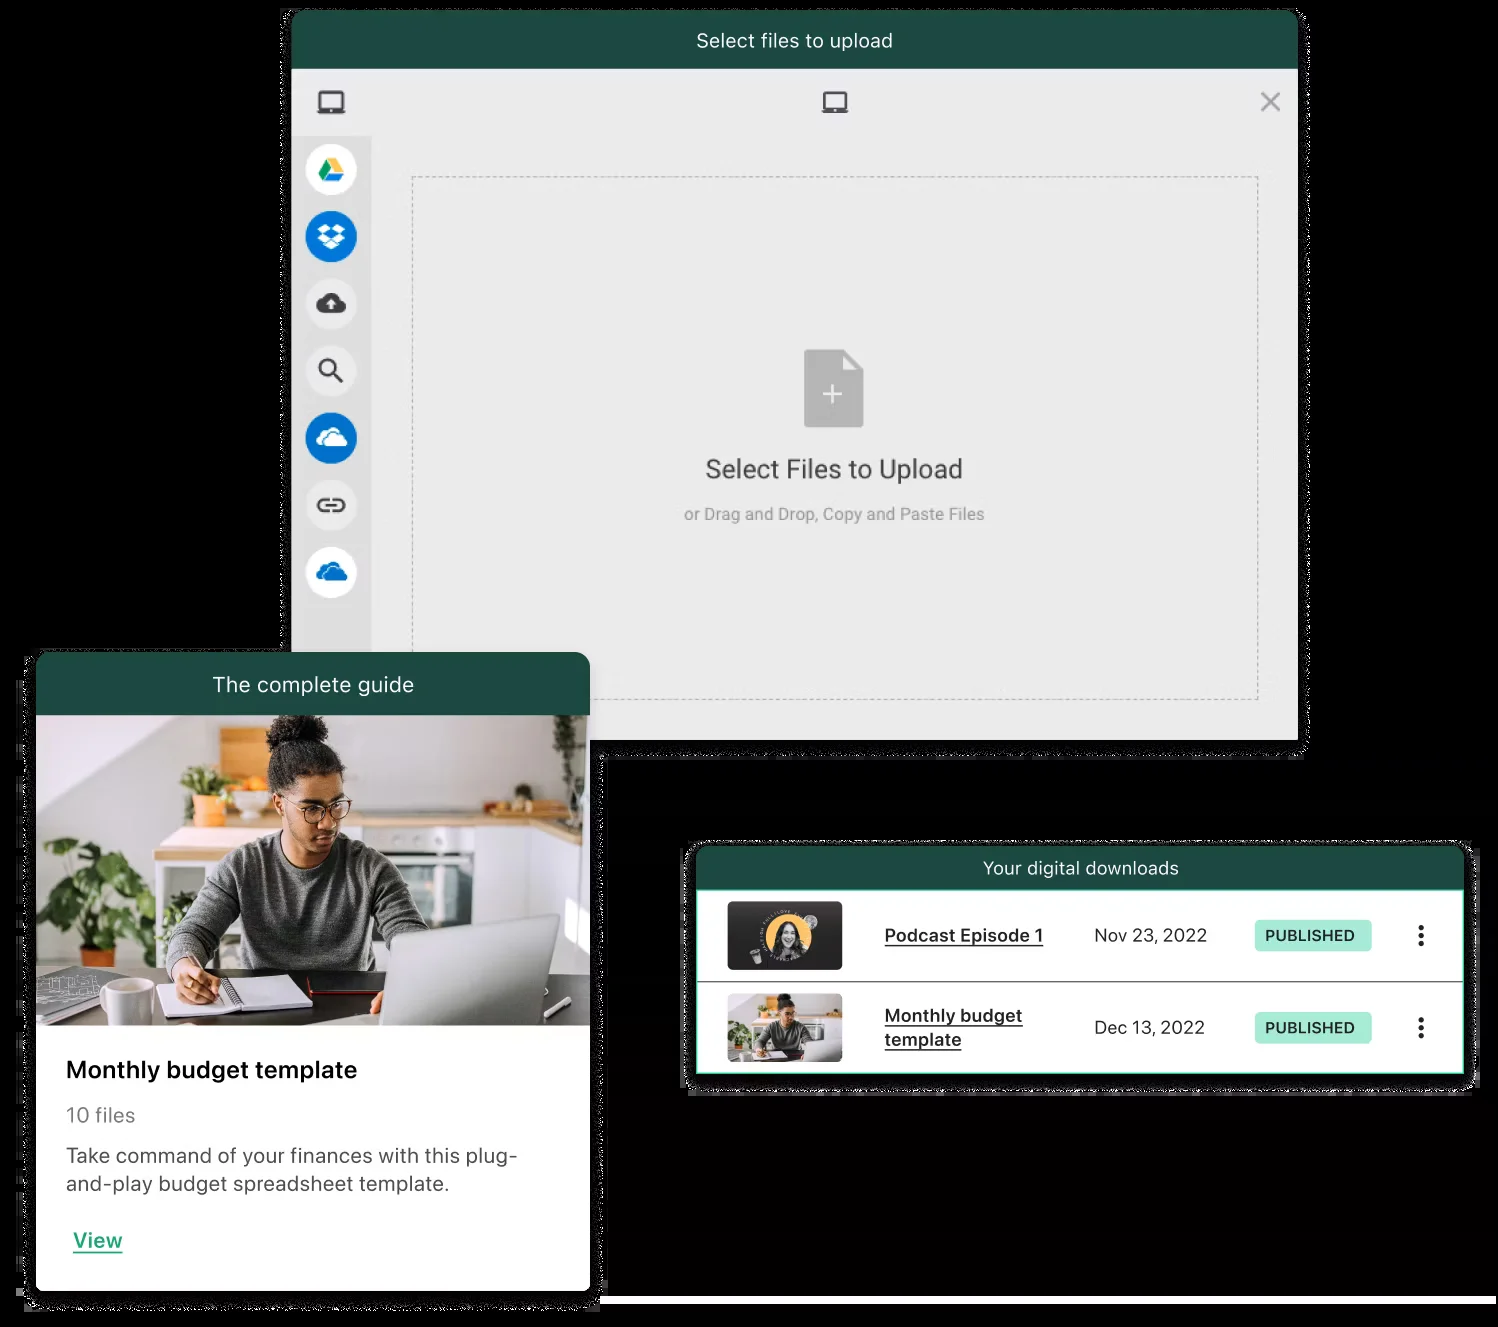 Select files to upload
Select Files to Upload
or Drag and Drop, Copy and Paste Files
The complete guide
Monthly budget template
10 files
Take command of your finances with this plug-
and-play budget spreadsheet template.
View
Your digital downloads
Podcast Episode 1
Nov 23, 2022
PUBLISHED
Monthly budget
template
Dec 13, 2022
PUBLISHED